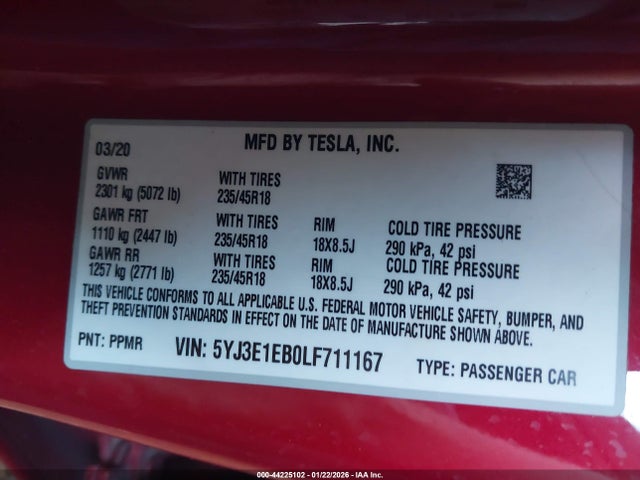 03/20 MFD BY TESLA, INC.
GVWR WITH TIRES
2301 kg (5072 lb) 235/45R18
GAWR FRT WITH TIRES RIM COLD TIRE PRESSURE
1110 kg (2447 lb) 235/45R18 18X8.5J 290 kPa, 42 psi
GAWR RR WITH TIRES RIM COLD TIRE PRESSURE
1257 kg (2771 lb) 235/45R18 18X8.5J 290 kPa, 42 psi
THIS VEHICLE CONFORMS TO ALL APPLICABLE U.S. FEDERAL MOTOR VEHICLE SAFETY, BUMPER, AND
THEFT PREVENTION STANDARDS IN EFFECT ON THE DATE OF MANUFACTURE SHOWN ABOVE.
PNT: PPMR VIN: 5YJ3E1EB0LF711167 TYPE: PASSENGER CAR
000-44225102 - 01/22/2026 - IAA Inc.